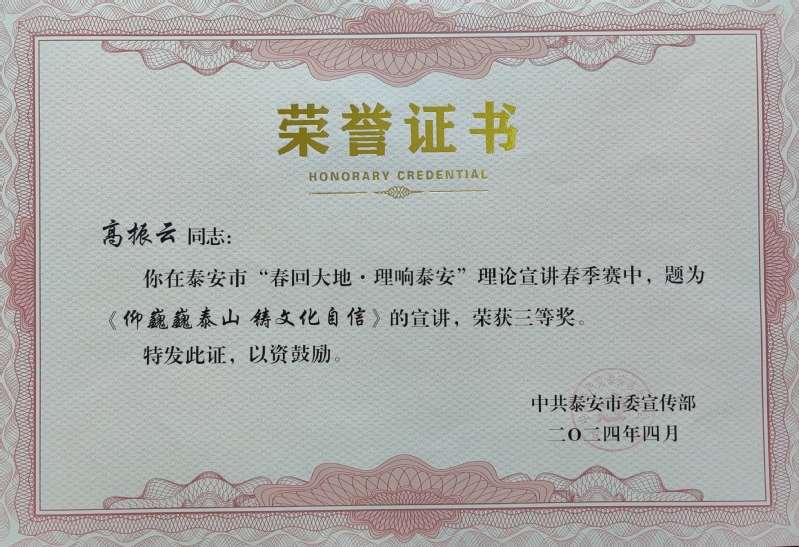 荣誉证书
HONORARY CREDENTIAL
高振云 同志：
你在泰安市“春回大地·理响泰安”理论宣讲春季赛中，题为
《仰巍巍泰山 铸文化自信》的宣讲，荣获三等奖。
特发此证，以资鼓励。
中共泰安市委宣传部
二〇二四年四月